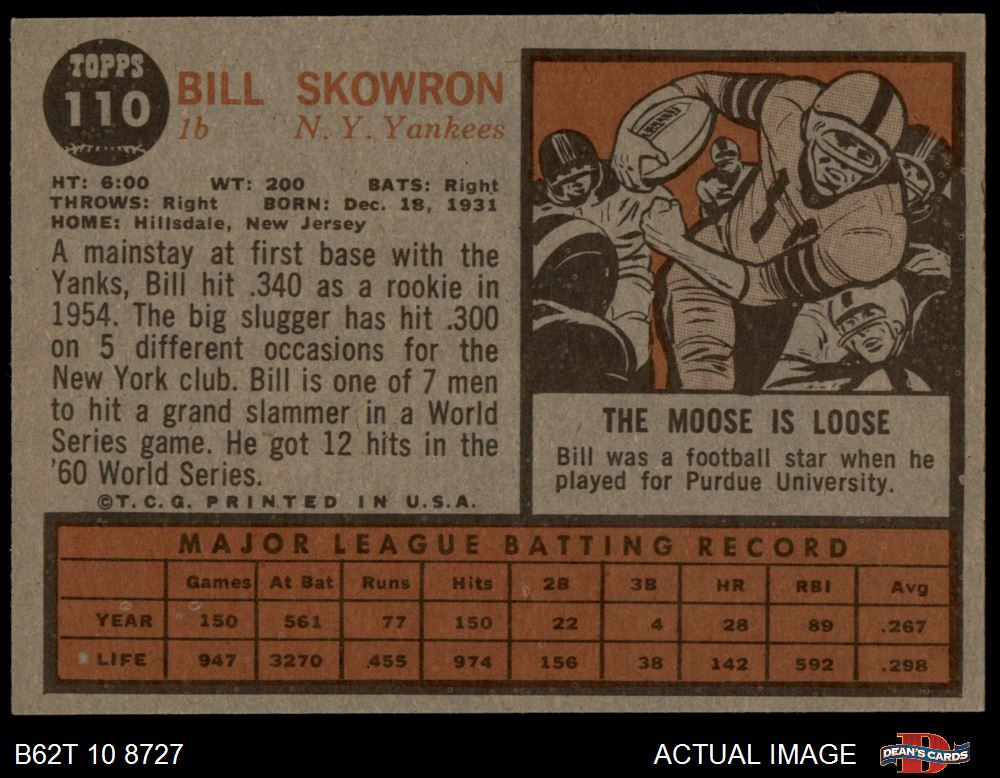 TOPPS
110
BILL SKOWRON
1b N. Y. Yankees
HT: 6:00 WT: 200 BATS: Right
THROWS: Right BORN: Dec. 18, 1931
HOME: Hillsdale, New Jersey
A mainstay at first base with the
Yanks, Bill hit .340 as a rookie in
1954. The big slugger has hit .300
on 5 different occasions for the
New York club. Bill is one of 7 men
to hit a grand slammer in a World
Series game. He got 12 hits in the
'60 World Series.
©T.C.G. PRINTED IN U.S.A.
THE MOOSE IS LOOSE
Bill was a football star when he
played for Purdue University.
MAJOR LEAGUE BATTING RECORD
Games At Bat Runs Hits 2B 3B HR RBI Avg
YEAR 150 561 77 150 22 4 28 89 .267
LIFE 947 3270 455 974 156 38 142 592 .298
B62T 10 8727 ACTUAL IMAGE DEAN'S CARDS